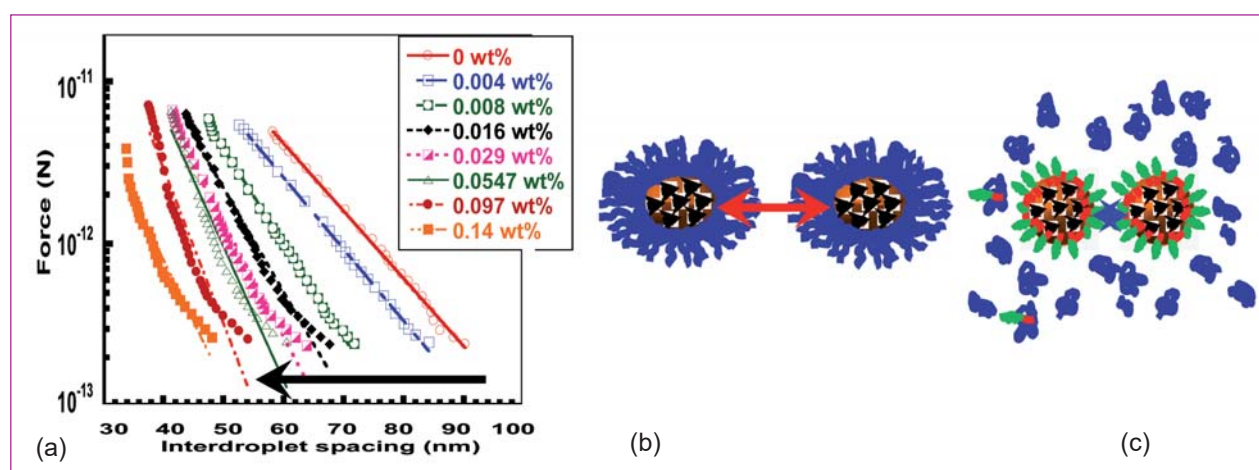 10-11
10-12
10-13
Force (N)
0 wt%
0.004 wt%
0.008 wt%
0.016 wt%
0.029 wt%
0.0547 wt%
0.097 wt%
0.14 wt%
30 40 50 60 70 80 90 100
Interdroplet spacing (nm)
(a)
(b)
(c)